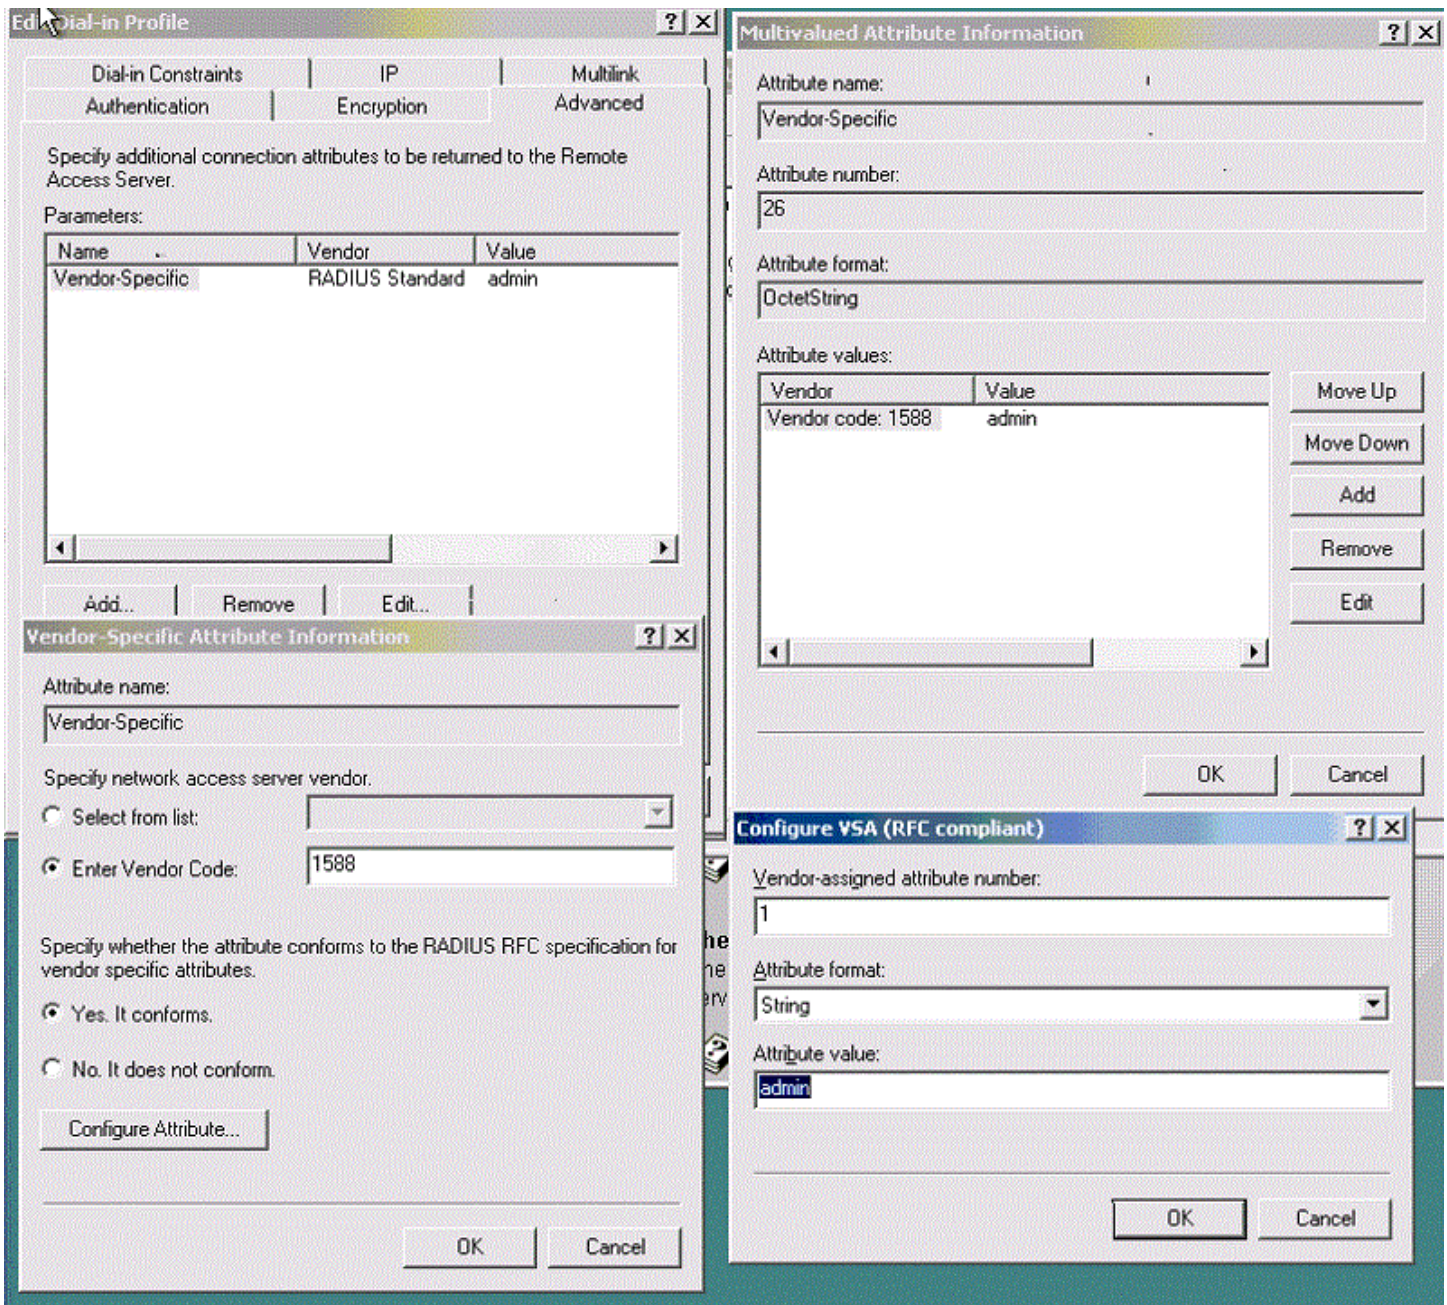 Edit Dial-in Profile
Dial-in Constraints IP Multilink
Authentication Encryption Advanced
Specify additional connection attributes to be returned to the Remote
Access Server.
Parameters:
Name Vendor Value
Vendor-Specific RADIUS Standard admin
Add... Remove Edit...
Vendor-Specific Attribute Information
Attribute name:
Vendor-Specific
Specify network access server vendor.
Select from list:
Enter Vendor Code: 1588
Specify whether the attribute conforms to the RADIUS RFC specification for
vendor specific attributes.
Yes. It conforms.
No. It does not conform.
Configure Attribute...
OK Cancel
Multivalued Attribute Information
Attribute name:
Vendor-Specific
Attribute number:
26
Attribute format:
OctetString
Attribute values:
Vendor Value
Vendor code: 1588 admin
Move Up
Move Down
Add
Remove
Edit
OK Cancel
Configure VSA (RFC compliant)
Vendor-assigned attribute number:
1
Attribute format:
String
Attribute value:
admin
OK Cancel